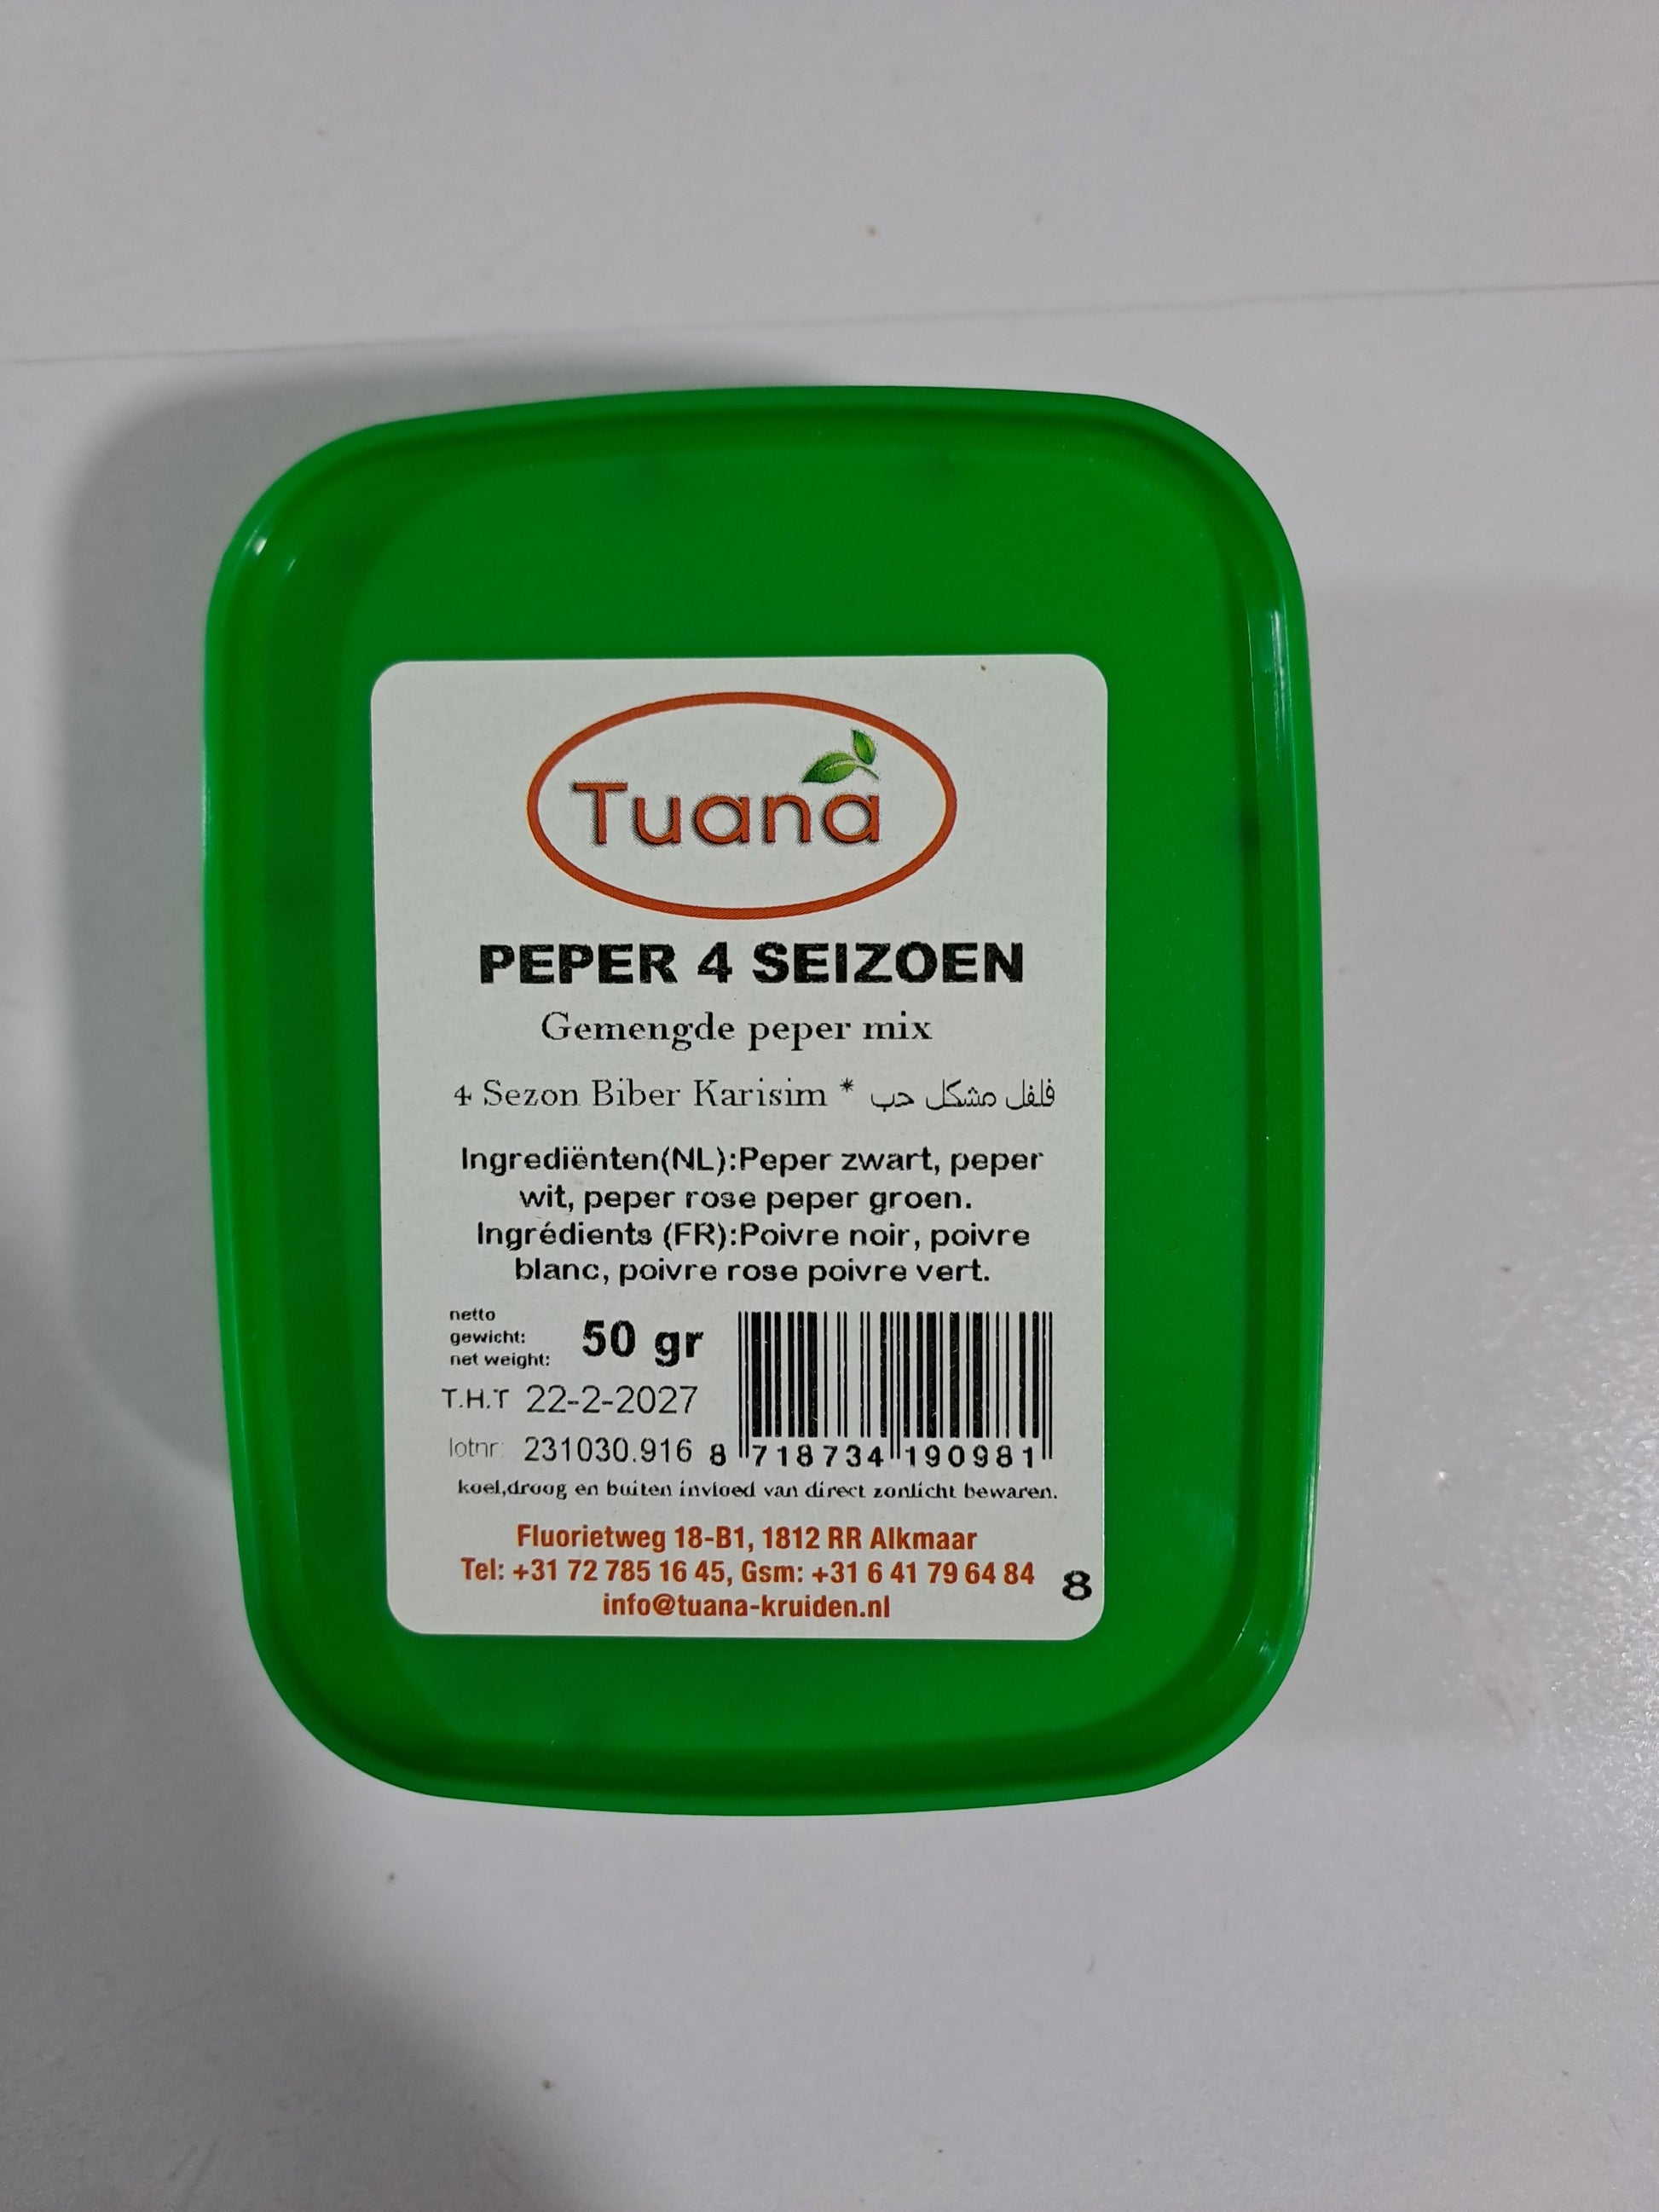 Tuana
PEPER 4 SEIZOEN
Gemengde peper mix
4 Sezon Biber Karisim * فلفل مشكل حب
Ingrediënten(NL):Peper zwart, peper
wit, peper rose peper groen.
Ingrédients (FR):Poivre noir, poivre
blanc, poivre rose poivre vert.
netto
gewicht:
net weight:
50 gr
T.H.T 22-2-2027
lotnr: 231030.916
8 718734 190981
koel,droog en buiten invloed van direct zonlicht bewaren.
Fluorietweg 18-B1, 1812 RR Alkmaar
Tel: +31 72 785 16 45, Gsm: +31 6 41 79 64 84
info@tuana-kruiden.nl
8